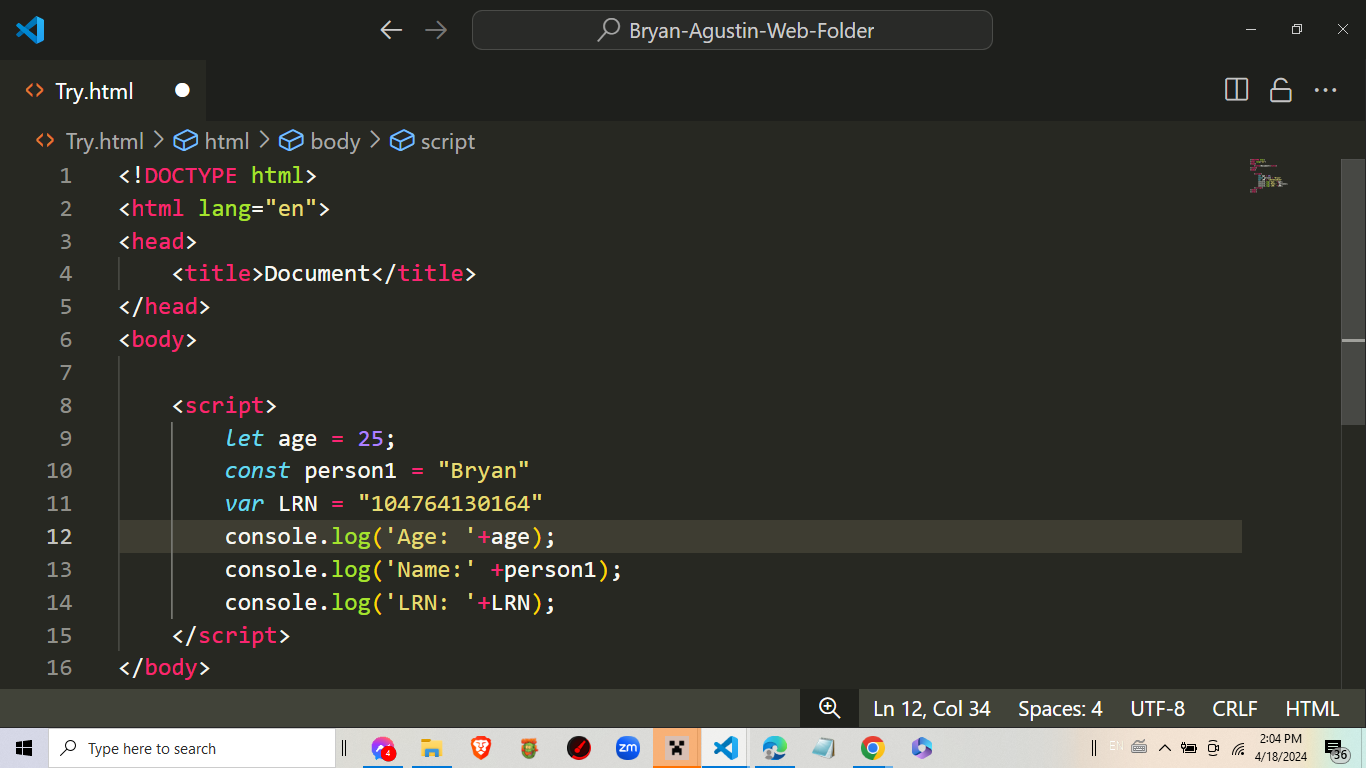 Bryan-Agustin-Web-Folder
Try.html
Try.html > html > body > script
1 <!DOCTYPE html>
2 <html lang="en">
3 <head>
4     <title>Document</title>
5 </head>
6 <body>
7
8     <script>
9         let age = 25;
10         const person1 = "Bryan"
11         var LRN = "104764130164"
12         console.log('Age: '+age);
13         console.log('Name:' +person1);
14         console.log('LRN: '+LRN);
15     </script>
16 </body>
Ln 12, Col 34 Spaces: 4 UTF-8 CRLF HTML
Type here to search
4
zm
EN
2:04 PM
4/18/2024
36